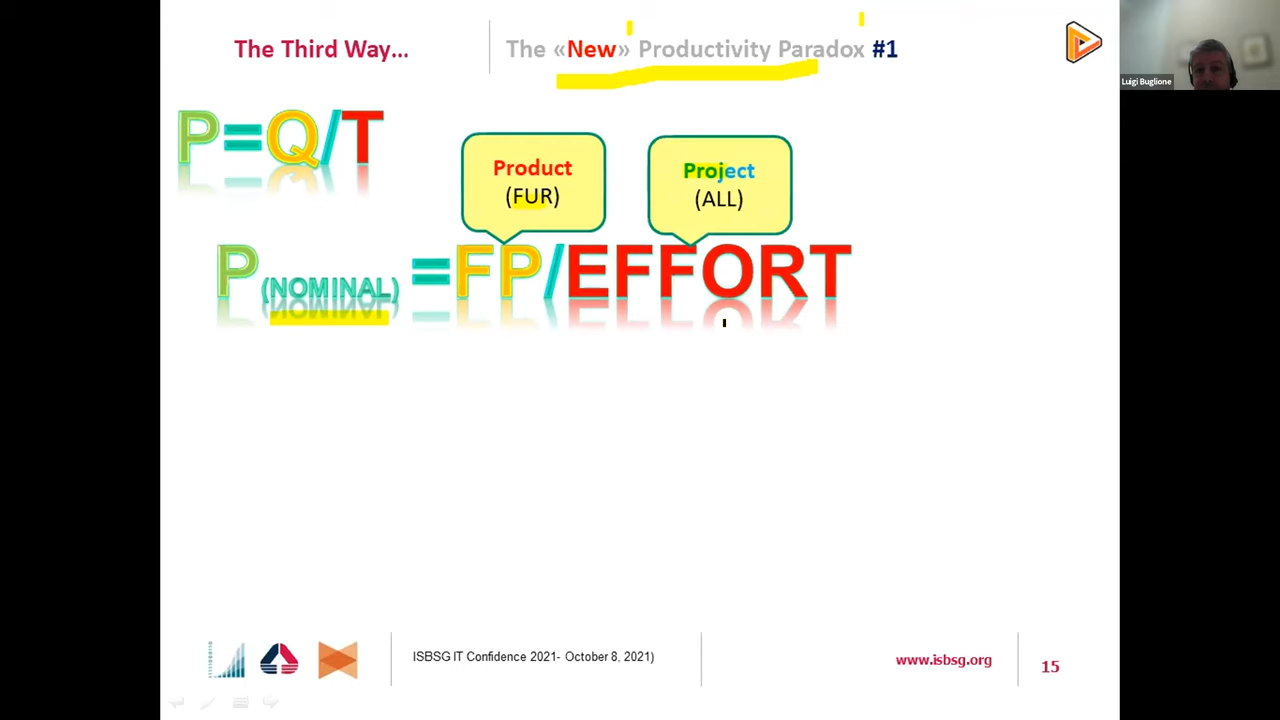 The Third Way...
The «New» Productivity Paradox #1
Luigi Buglione
P=Q/T
Product
(FUR)
Project
(ALL)
P(NOMINAL)=FP/EFFORT
ISBSG IT Confidence 2021- October 8, 2021)
www.isbsg.org
15